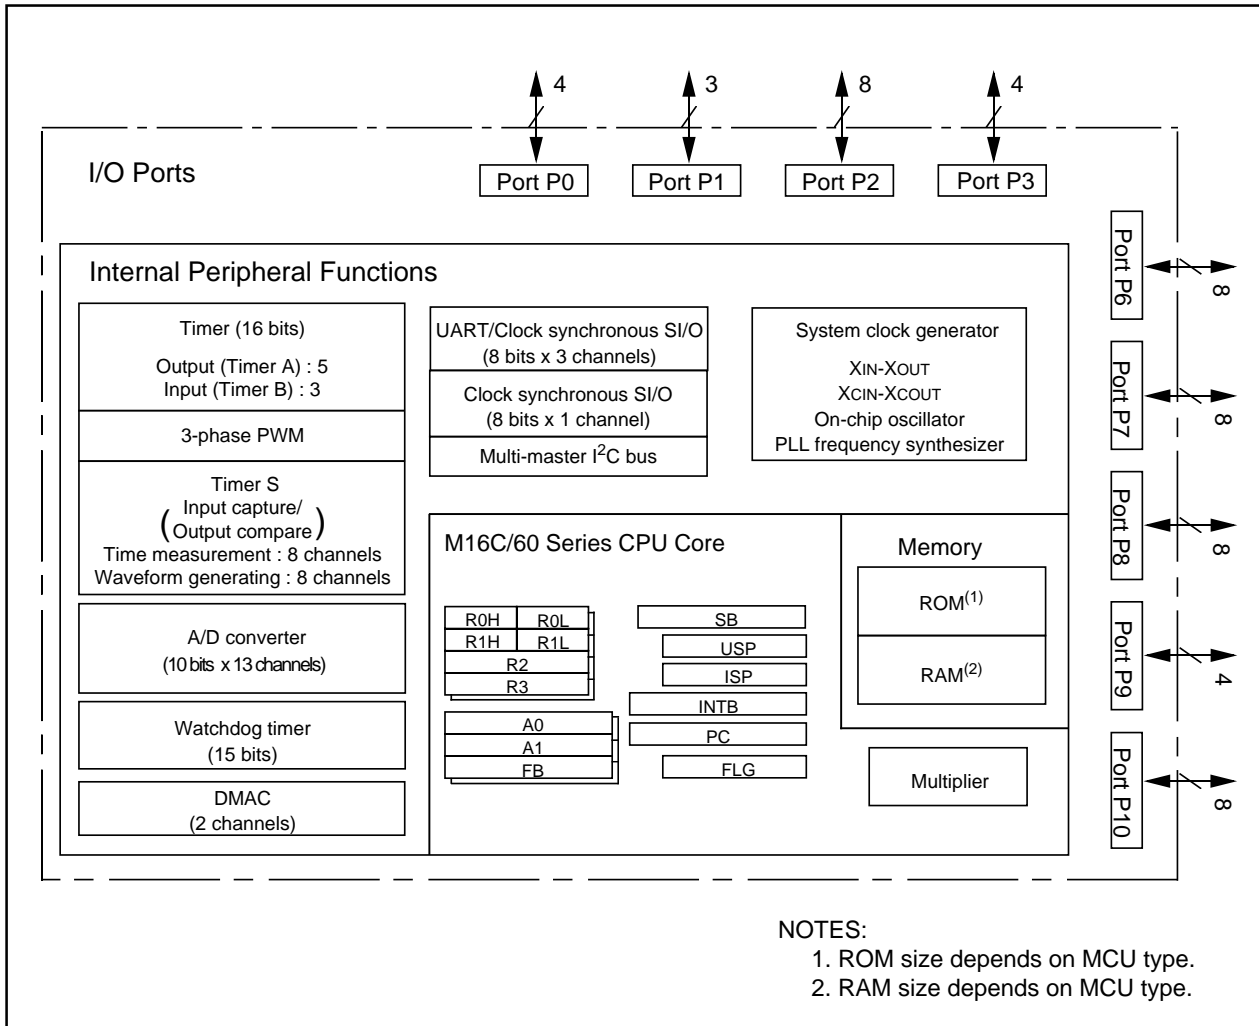 4
3
8
4
I/O Ports
Port P0
Port P1
Port P2
Port P3
Internal Peripheral Functions
Timer (16 bits)
Output (Timer A) : 5
Input (Timer B) : 3
3-phase PWM
Timer S
(Input capture/
Output compare)
Time measurement : 8 channels
Waveform generating : 8 channels
A/D converter
(10 bits x 13 channels)
Watchdog timer
(15 bits)
DMAC
(2 channels)
UART/Clock synchronous SI/O
(8 bits x 3 channels)
Clock synchronous SI/O
(8 bits x 1 channel)
Multi-master I2C bus
System clock generator
XIN-XOUT
XCIN-XCOUT
On-chip oscillator
PLL frequency synthesizer
M16C/60 Series CPU Core
R0H
R0L
R1H
R1L
R2
R3
A0
A1
FB
SB
USP
ISP
INTB
PC
FLG
Memory
ROM(1)
RAM(2)
Multiplier
Port P6
8
Port P7
8
Port P8
8
Port P9
4
Port P10
8
NOTES:
1. ROM size depends on MCU type.
2. RAM size depends on MCU type.